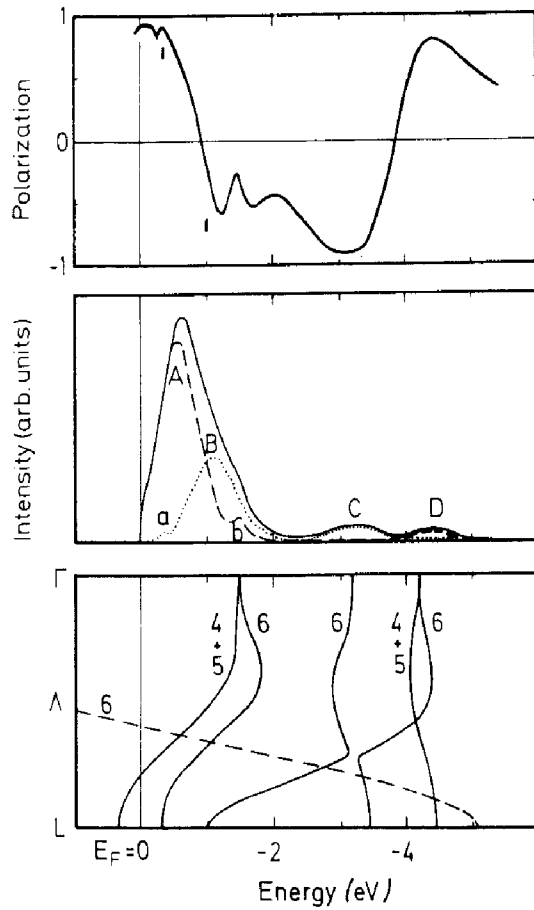 1
Polarization
0
-1
Intensity (arb. units)
A
B
a
b
C
D
Γ
4
+
5
6
6
4
+
5
6
Λ
6
L
E_F=0
-2
-4
Energy (eV)